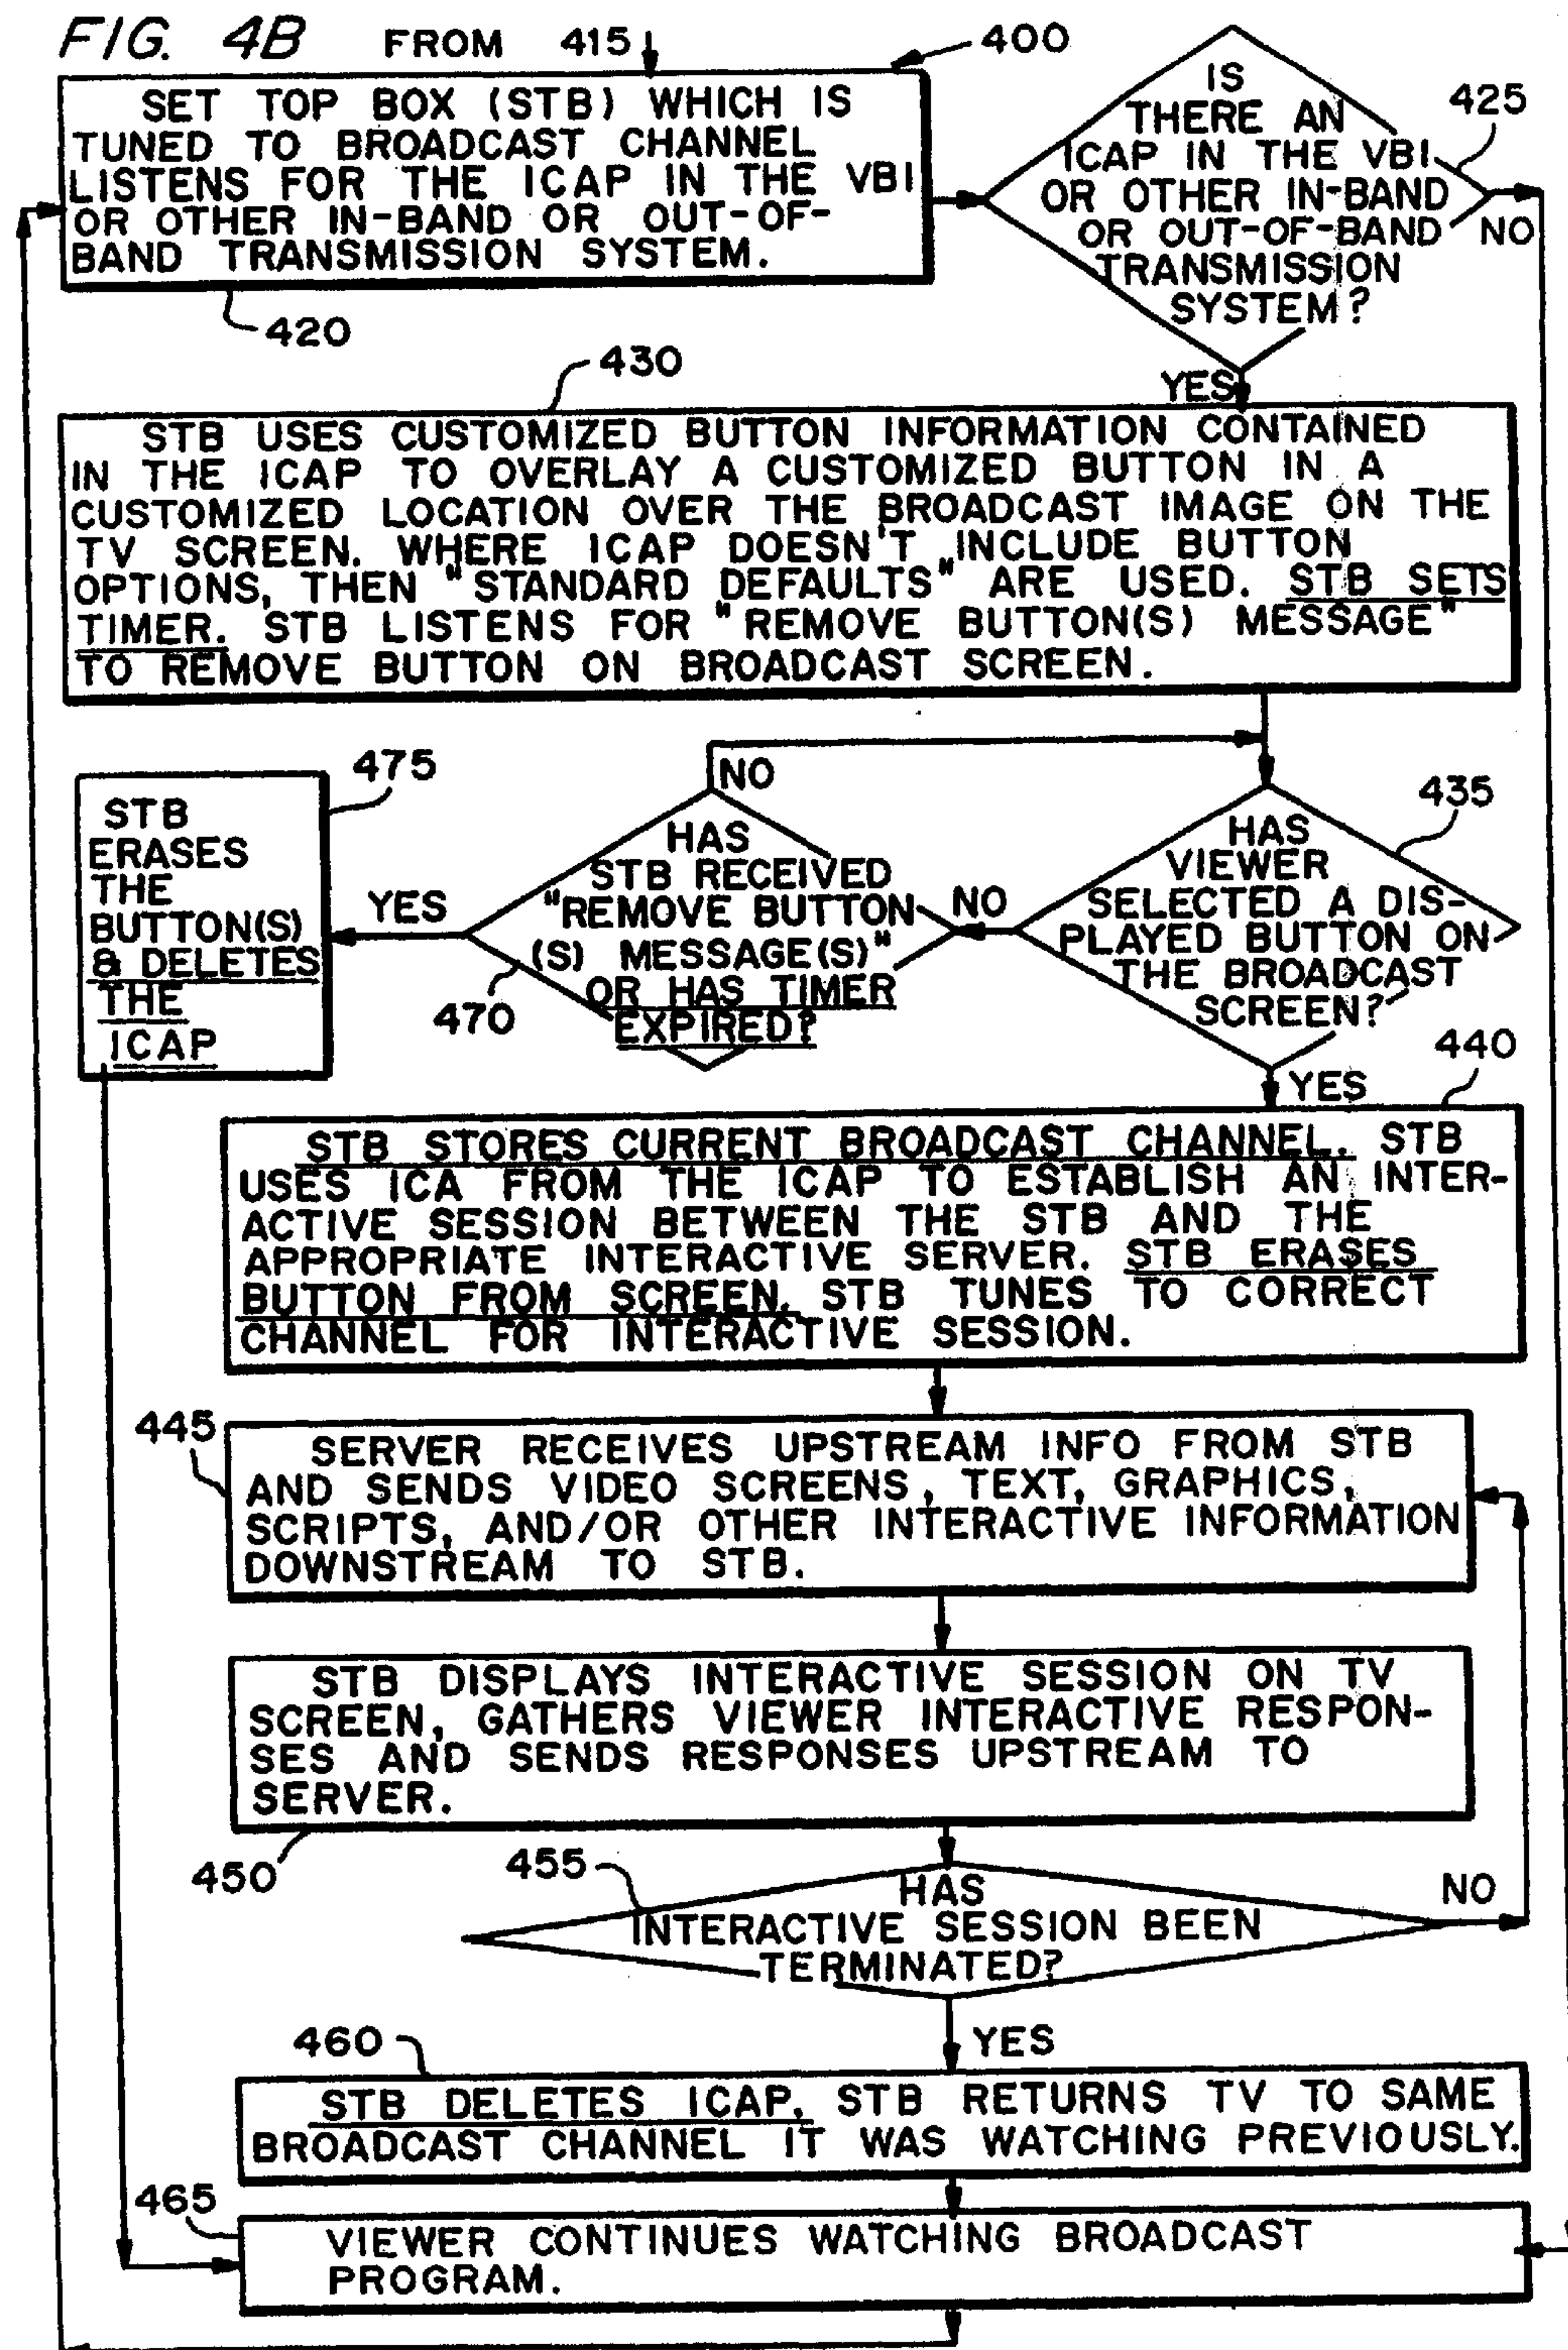 FIG. 4B FROM 415
400
SET TOP BOX (STB) WHICH IS
TUNED TO BROADCAST CHANNEL
LISTENS FOR THE ICAP IN THE VBI
OR OTHER IN-BAND OR OUT-OF-
BAND TRANSMISSION SYSTEM.
420
IS
THERE AN
ICAP IN THE VBI
OR OTHER IN-BAND
OR OUT-OF-BAND
TRANSMISSION
SYSTEM?
425
NO
YES
430
STB USES CUSTOMIZED BUTTON INFORMATION CONTAINED
IN THE ICAP TO OVERLAY A CUSTOMIZED BUTTON IN A
CUSTOMIZED LOCATION OVER THE BROADCAST IMAGE ON THE
TV SCREEN. WHERE ICAP DOESN'T INCLUDE BUTTON
OPTIONS, THEN "STANDARD DEFAULTS" ARE USED. STB SETS
TIMER. STB LISTENS FOR "REMOVE BUTTON(S) MESSAGE"
TO REMOVE BUTTON ON BROADCAST SCREEN.
475
STB
ERASES
THE
BUTTON(S)
& DELETES
THE
ICAP
YES
NO
HAS
STB RECEIVED
"REMOVE BUTTON
(S) MESSAGE(S)"
OR HAS TIMER
EXPIRED?
470
NO
435
HAS
VIEWER
SELECTED A DIS-
PLAYED BUTTON ON
THE BROADCAST
SCREEN?
YES
440
STB STORES CURRENT BROADCAST CHANNEL. STB
USES ICA FROM THE ICAP TO ESTABLISH AN INTER-
ACTIVE SESSION BETWEEN THE STB AND THE
APPROPRIATE INTERACTIVE SERVER. STB ERASES
BUTTON FROM SCREEN. STB TUNES TO CORRECT
CHANNEL FOR INTERACTIVE SESSION.
445
SERVER RECEIVES UPSTREAM INFO FROM STB
AND SENDS VIDEO SCREENS, TEXT, GRAPHICS,
SCRIPTS, AND/OR OTHER INTERACTIVE INFORMATION
DOWNSTREAM TO STB.
STB DISPLAYS INTERACTIVE SESSION ON TV
SCREEN, GATHERS VIEWER INTERACTIVE RESPON-
SES AND SENDS RESPONSES UPSTREAM TO
SERVER.
450
455
HAS
INTERACTIVE SESSION BEEN
TERMINATED?
NO
YES
460
STB DELETES ICAP. STB RETURNS TV TO SAME
BROADCAST CHANNEL IT WAS WATCHING PREVIOUSLY.
465
VIEWER CONTINUES WATCHING BROADCAST
PROGRAM.